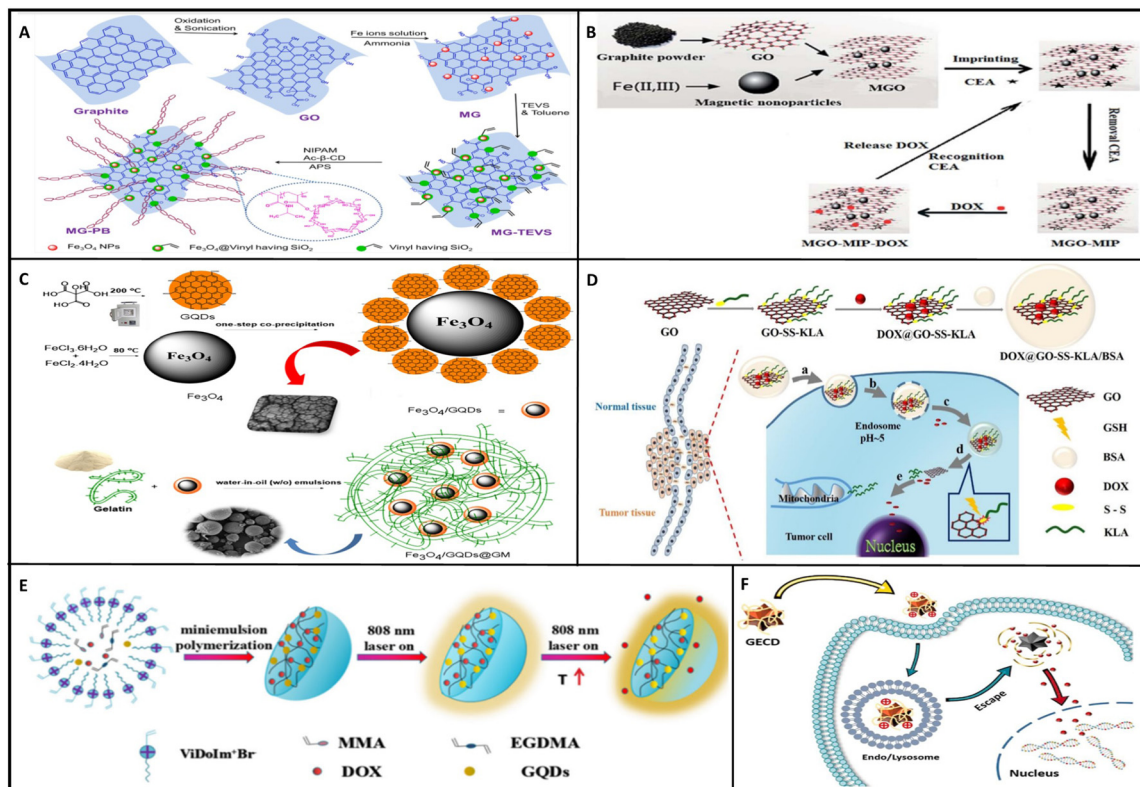 A
Oxidation
& Sonication
Fe ions solution
Ammonia
Graphite
GO
MG
TEVS
& Toluene
NIPAM
Ac-β-CD
APS
MG-PB
MG-TEVS
Fe₃O₄ NPs
Fe₃O₄@Vinyl having SiO₂
Vinyl having SiO₂
B
Graphite powder
GO
Fe(II,III)
Magnetic nonoparticles
MGO
Imprinting
CEA
Removal CEA
Release DOX
Recognition
CEA
DOX
MGO-MIP-DOX
MGO-MIP
C
200 °C
GQDs
one-step co-precipitation
FeCl₃.6H₂O
+
FeCl₂.4H₂O
80 °C
Fe₃O₄
Fe₃O₄
Fe₃O₄
Fe₃O₄/GQDs =
Gelatin
+
water-in-oil (w/o) emulsions
Fe₃O₄/GQDs@GM
D
GO
GO-SS-KLA
DOX@GO-SS-KLA
DOX@GO-SS-KLA/BSA
Normal tissue
Tumor tissue
a
b
c
d
e
Endosome
pH~5
Mitochondria
Tumor cell
Nucleus
GO
GSH
BSA
DOX
S - S
KLA
E
miniemulsion
polymerization
808 nm
laser on
808 nm
laser on
T ↑
ViDoIm⁺Br⁻
MMA
DOX
EGDMA
GQDs
F
GECD
Escape
Endo/Lysosome
Nucleus